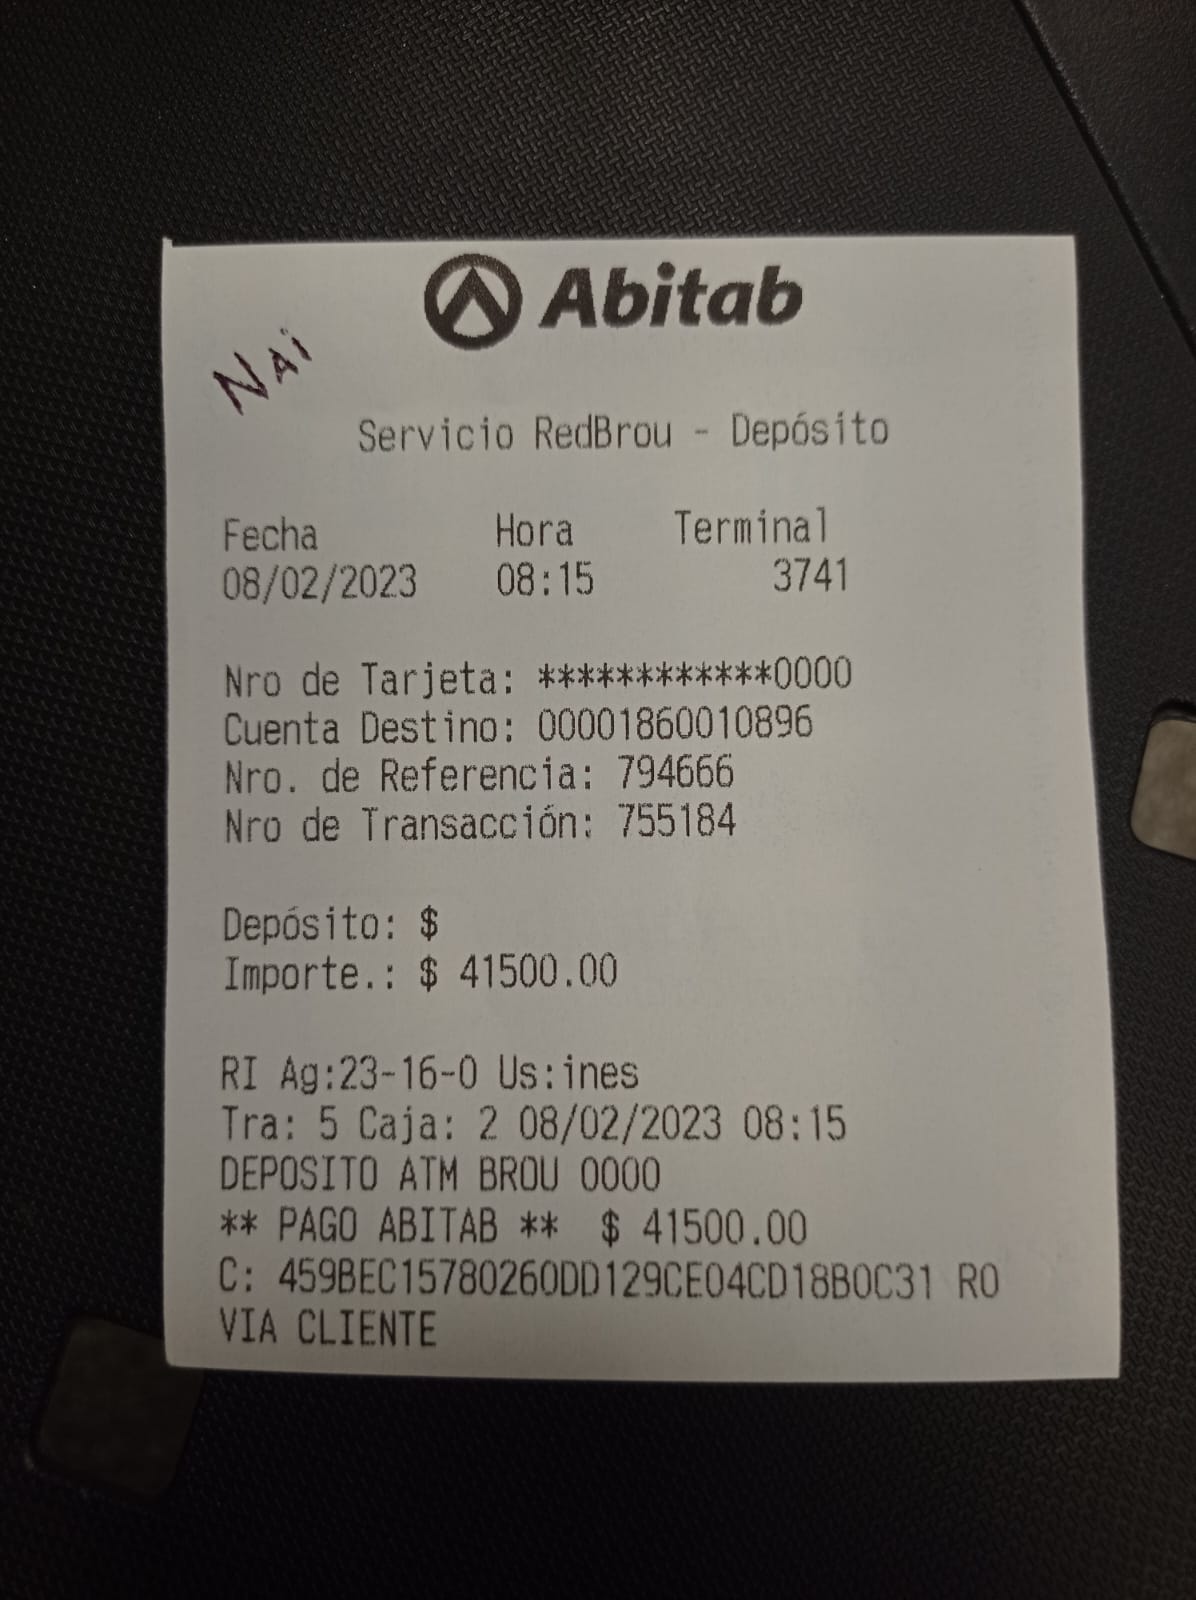 Abitab
NAi
Servicio RedBrou - Depósito
Fecha Hora Terminal
08/02/2023 08:15 3741
Nro de Tarjeta: ************0000
Cuenta Destino: 00001860010896
Nro. de Referencia: 794666
Nro de Transacción: 755184
Depósito: $
Importe.: $ 41500.00
RI Ag:23-16-0 Us:ines
Tra: 5 Caja: 2 08/02/2023 08:15
DEPOSITO ATM BROU 0000
** PAGO ABITAB ** $ 41500.00
C: 459BEC15780260DD129CE04CD18B0C31 RO
VIA CLIENTE